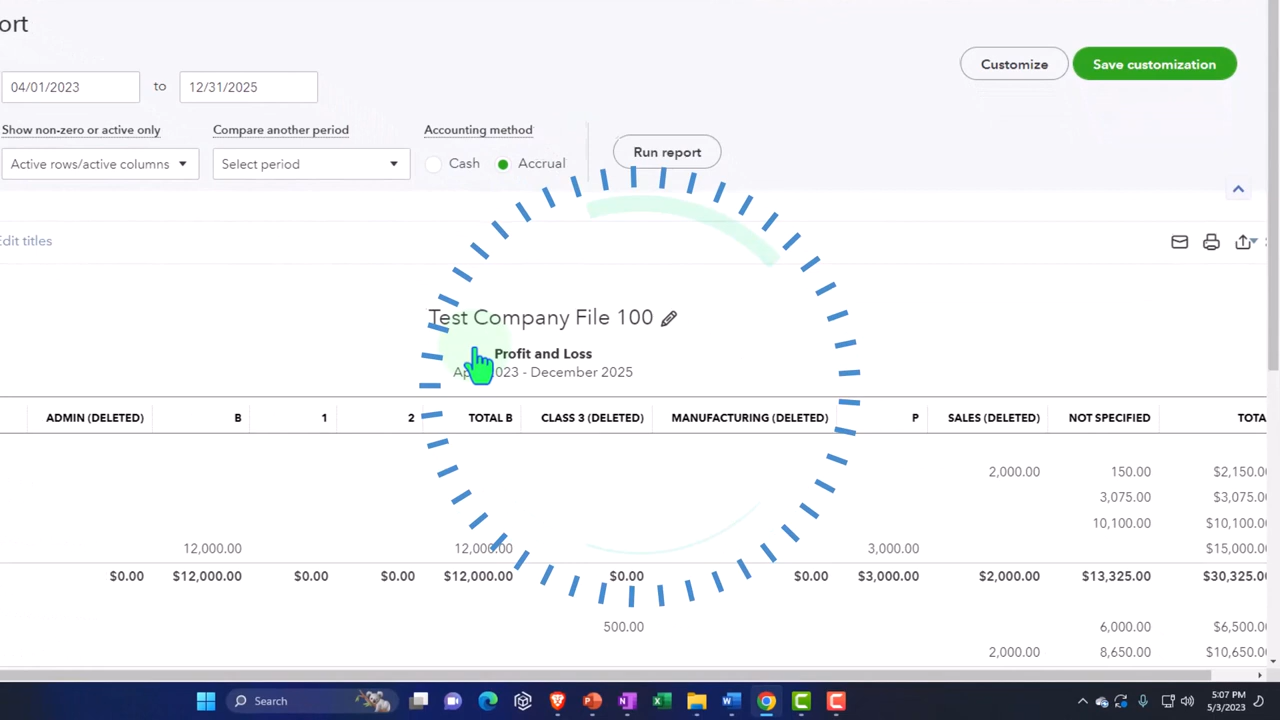 ort
Customize
Save customization
04/01/2023 to 12/31/2025
Show non-zero or active only Compare another period Accounting method
Active rows/active columns Select period Cash Accrual Run report
Edit titles
Test Company File 100
Profit and Loss
2023 - December 2025
ADMIN (DELETED) B 1 2 TOTAL B CLASS 3 (DELETED) MANUFACTURING (DELETED) P SALES (DELETED) NOT SPECIFIED TOTA
2,000.00 150.00 $2,150.00
3,075.00 $3,075.00
10,100.00 $10,100.00
12,000.00 12,000.00 3,000.00 $15,000.00
$0.00 $12,000.00 $0.00 $0.00 $12,000.00 $0.00 $0.00 $3,000.00 $2,000.00 $13,325.00 $30,325.00
500.00 6,000.00 $6,500.00
2,000.00 8,650.00 $10,650.00
Search
5:07 PM
5/3/2023